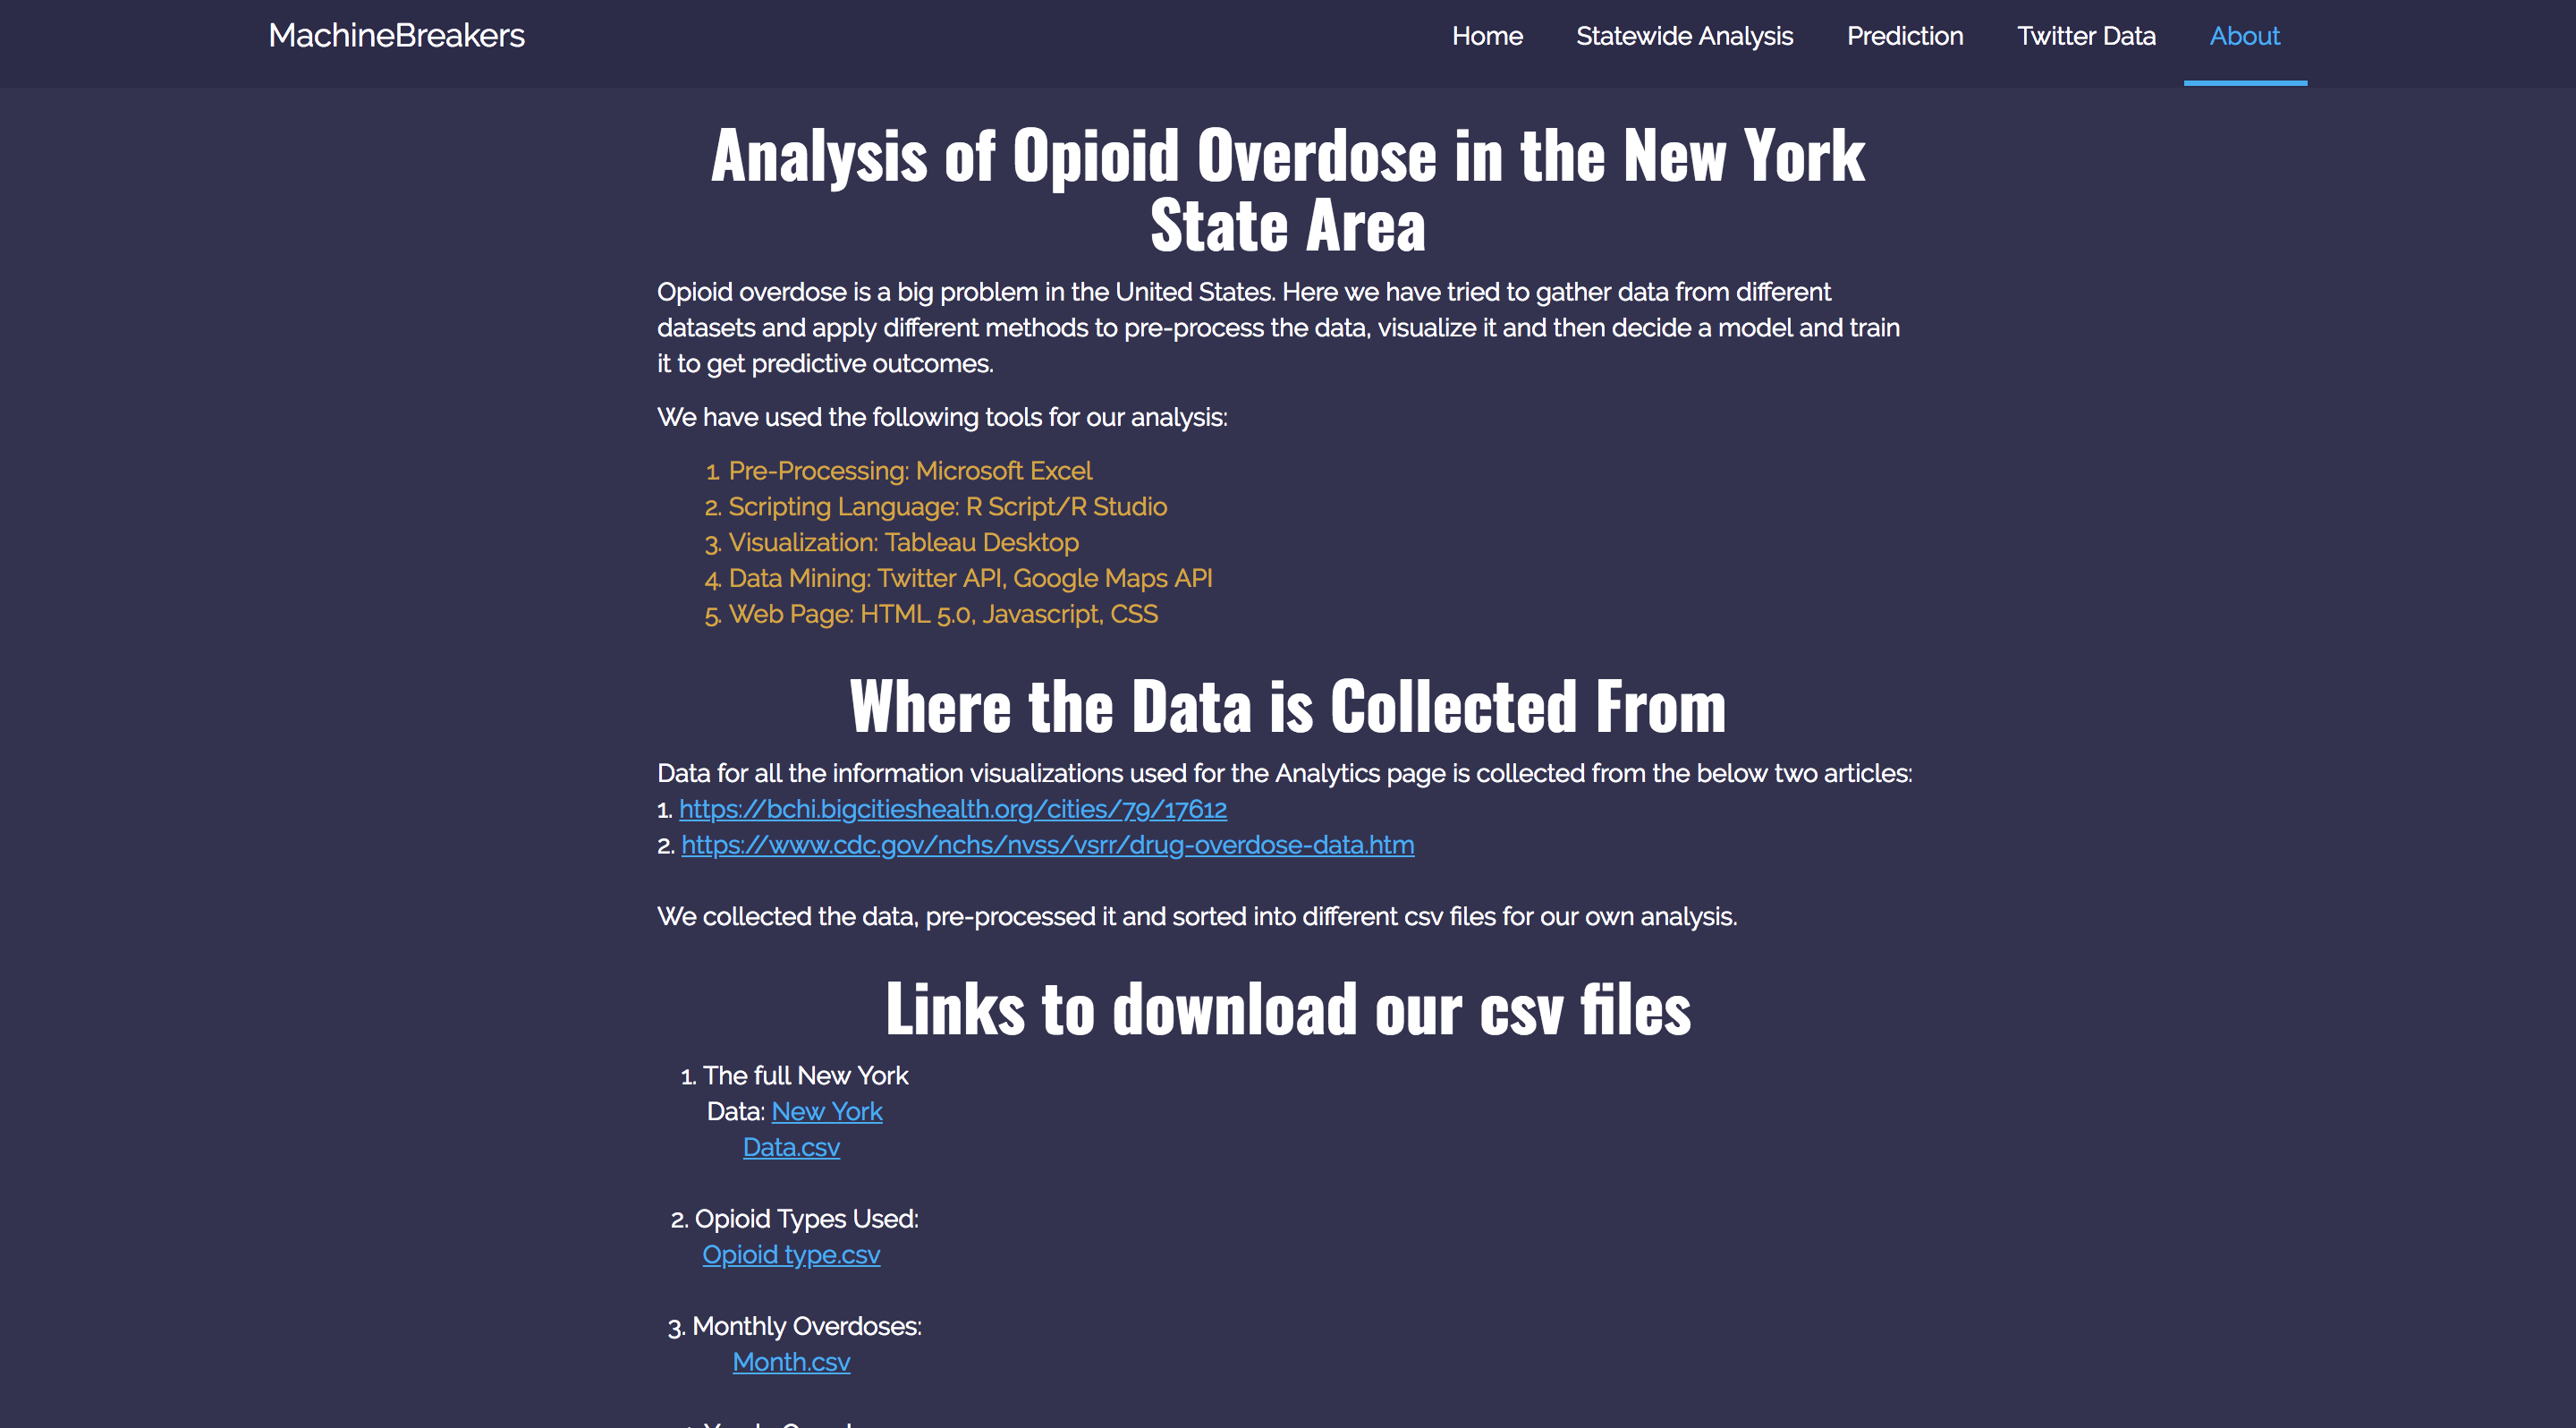 MachineBreakers
Home Statewide Analysis Prediction Twitter Data About
Analysis of Opioid Overdose in the New York
State Area
Opioid overdose is a big problem in the United States. Here we have tried to gather data from different
datasets and apply different methods to pre-process the data, visualize it and then decide a model and train
it to get predictive outcomes.
We have used the following tools for our analysis:
1. Pre-Processing: Microsoft Excel
2. Scripting Language: R Script/R Studio
3. Visualization: Tableau Desktop
4. Data Mining: Twitter API, Google Maps API
5. Web Page: HTML 5.0, Javascript, CSS
Where the Data is Collected From
Data for all the information visualizations used for the Analytics page is collected from the below two articles:
1. https://bchi.bigcitieshealth.org/cities/79/17612
2. https://www.cdc.gov/nchs/nvss/vsrr/drug-overdose-data.htm
We collected the data, pre-processed it and sorted into different csv files for our own analysis.
Links to download our csv files
1. The full New York
Data: New York
Data.csv
2. Opioid Types Used:
Opioid type.csv
3. Monthly Overdoses:
Month.csv